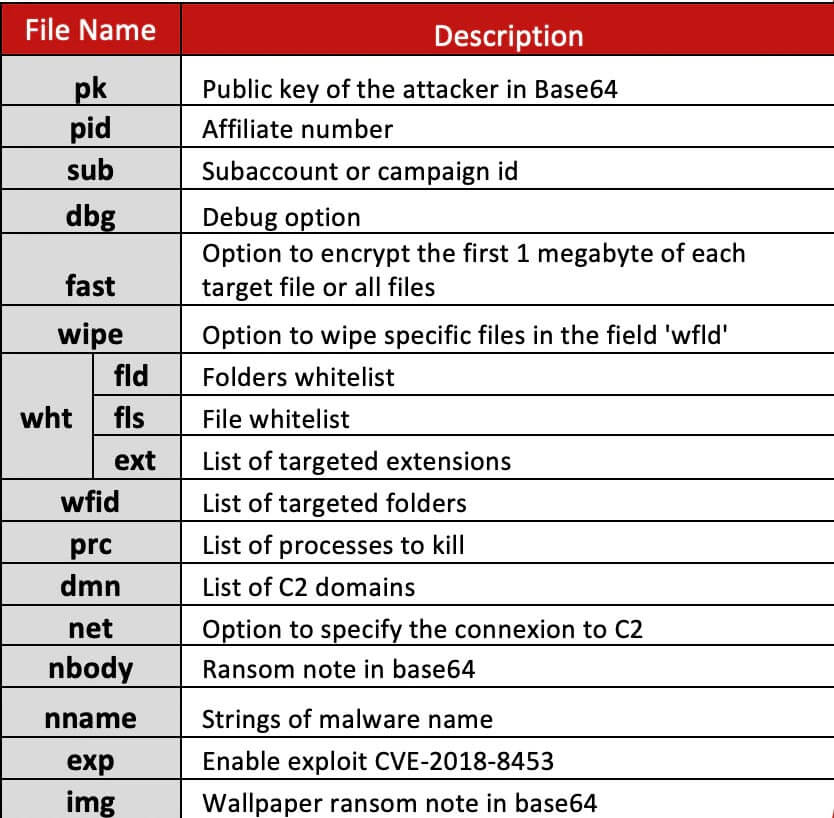 File Name Description
pk Public key of the attacker in Base64
pid Affiliate number
sub Subaccount or campaign id
dbg Debug option
Option to encrypt the first 1 megabyte of each
fast target file or all files
wipe Option to wipe specific files in the field 'wfld'
fld Folders whitelist
wht fls File whitelist
ext List of targeted extensions
wfid List of targeted folders
prc List of processes to kill
dmn List of C2 domains
net Option to specify the connexion to C2
nbody Ransom note in base64
nname Strings of malware name
exp Enable exploit CVE-2018-8453
img Wallpaper ransom note in base64